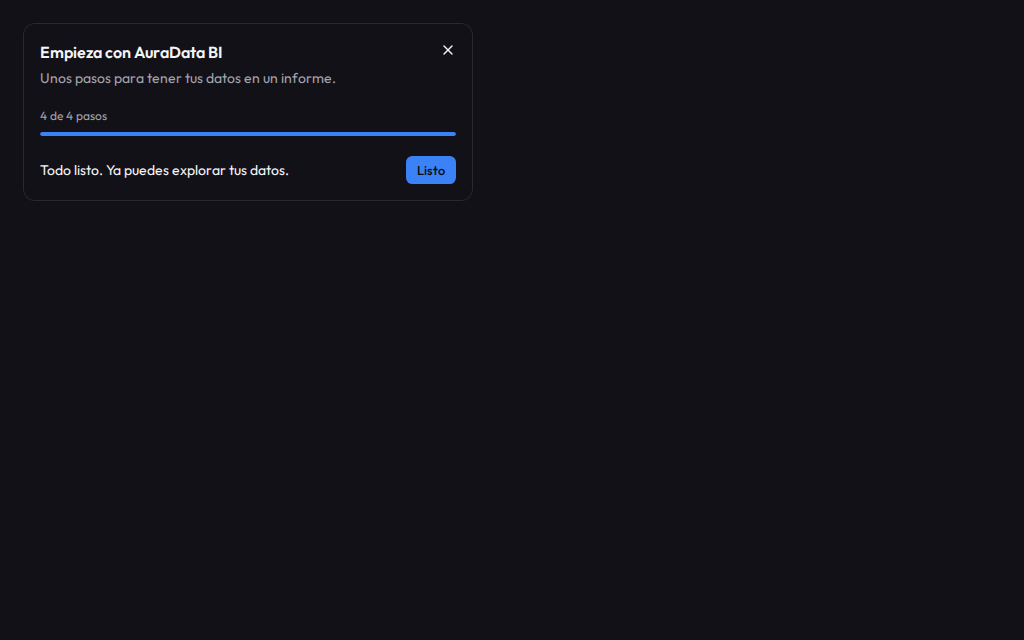 Empieza con AuraData BI
Unos pasos para tener tus datos en un informe.
4 de 4 pasos
Todo listo. Ya puedes explorar tus datos.
Listo